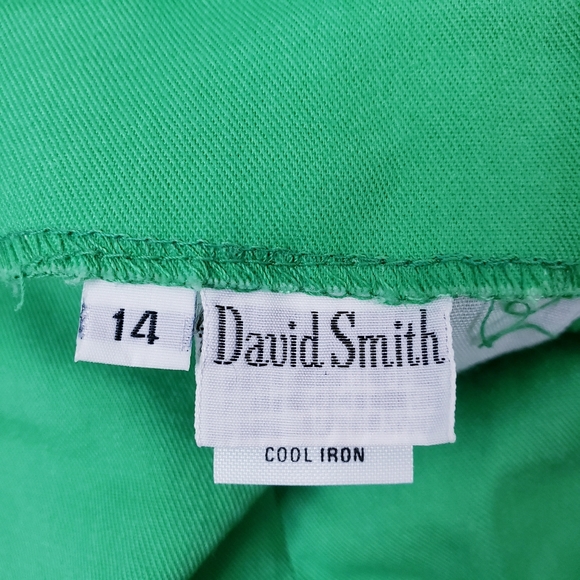 14
David Smith
COOL IRON